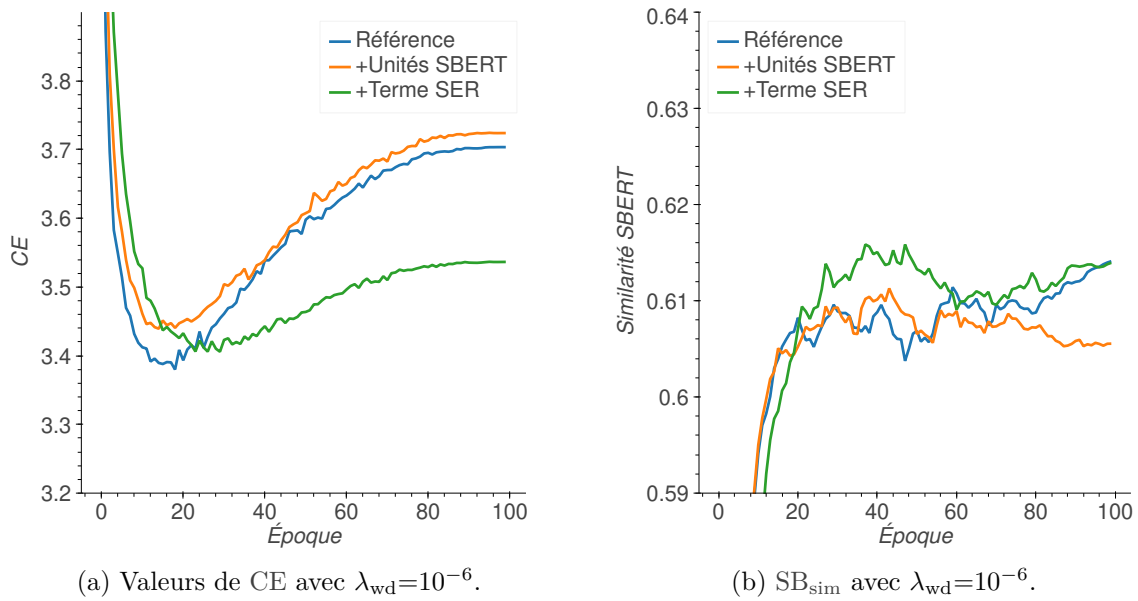 Référence
+Unités SBERT
+Terme SER
3.8
3.7
3.6
3.5
3.4
3.3
3.2
CE
0 20 40 60 80 100
Époque
(a) Valeurs de CE avec λwd=10⁻⁶.
Référence
+Unités SBERT
+Terme SER
0.64
0.63
0.62
0.61
0.6
0.59
Similarité SBERT
0 20 40 60 80 100
Époque
(b) SBsim avec λwd=10⁻⁶.